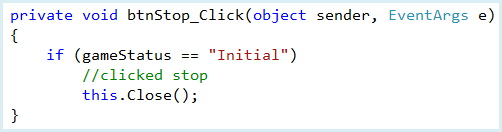 private void btnStop_Click(object sender, EventArgs e)
{
    if (gameStatus == "Initial")
        //clicked stop
        this.Close();
}